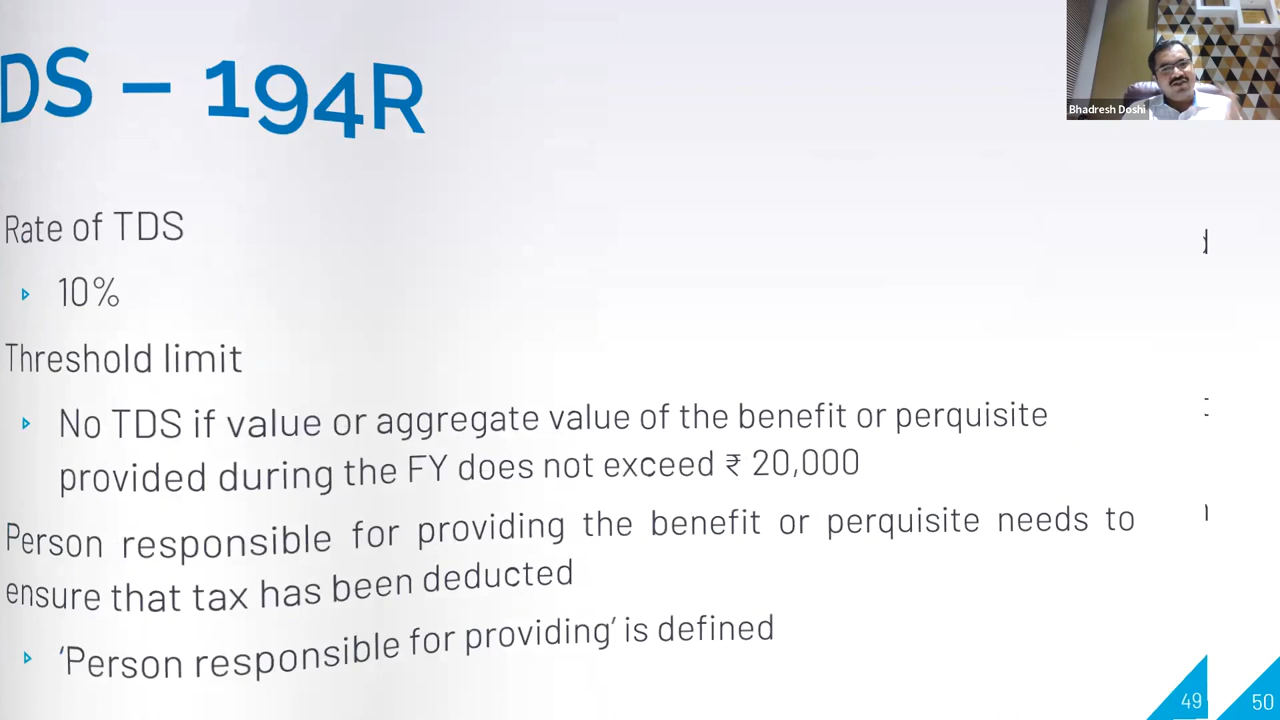 DS – 194R
Bhadresh Doshi
Rate of TDS
10%
Threshold limit
No TDS if value or aggregate value of the benefit or perquisite
provided during the FY does not exceed ₹ 20,000
Person responsible for providing the benefit or perquisite needs to
ensure that tax has been deducted
'Person responsible for providing' is defined
49
50